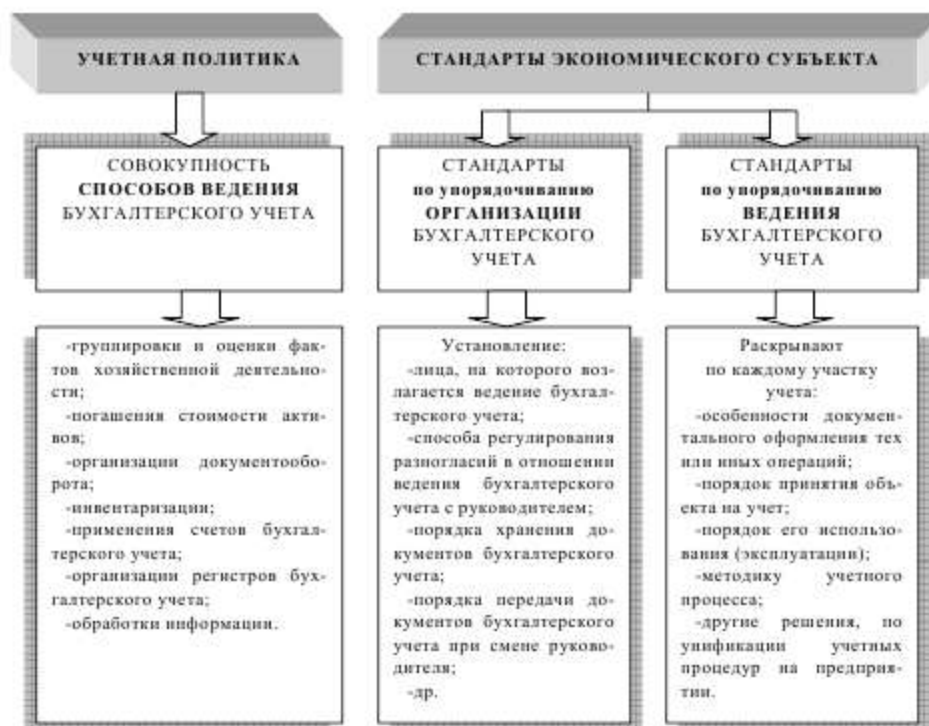 УЧЕТНАЯ ПОЛИТИКА
СТАНДАРТЫ ЭКОНОМИЧЕСКОГО СУБЪЕКТА
СОВОКУПНОСТЬ
СПОСОБОВ ВЕДЕНИЯ
БУХГАЛТЕРСКОГО УЧЕТА
СТАНДАРТЫ
по упорядочиванию
ОРГАНИЗАЦИИ
БУХГАЛТЕРСКОГО
УЧЕТА
СТАНДАРТЫ
по упорядочиванию
ВЕДЕНИЯ
БУХГАЛТЕРСКОГО
УЧЕТА
-группировки и оценки фак-
тов хозяйственной деятельно-
сти;
-погашения стоимости акти-
вов;
-организации документообо-
рота;
-инвентаризации;
-применения счетов бухгал-
терского учета;
-организации регистров бух-
галтерского учета;
-обработки информации.
Установление:
-лица, на которого воз-
лагается ведение бухгал-
терского учета;
-способа регулирования
разногласий в отношении
ведения бухгалтерского
учета с руководителем;
-порядка хранения до-
кументов бухгалтерского
учета;
-порядка передачи до-
кументов бухгалтерского
учета при смене руково-
дителя;
-др.
Раскрывают
по каждому участку
учета:
-особенности докумен-
тального оформления тех
или иных операций;
-порядок принятия объ-
екта на учет;
-порядок его использо-
вания (эксплуатации);
-методику учетного
процесса;
-другие решения, по
унификации учетных
процедур на предприя-
тии.